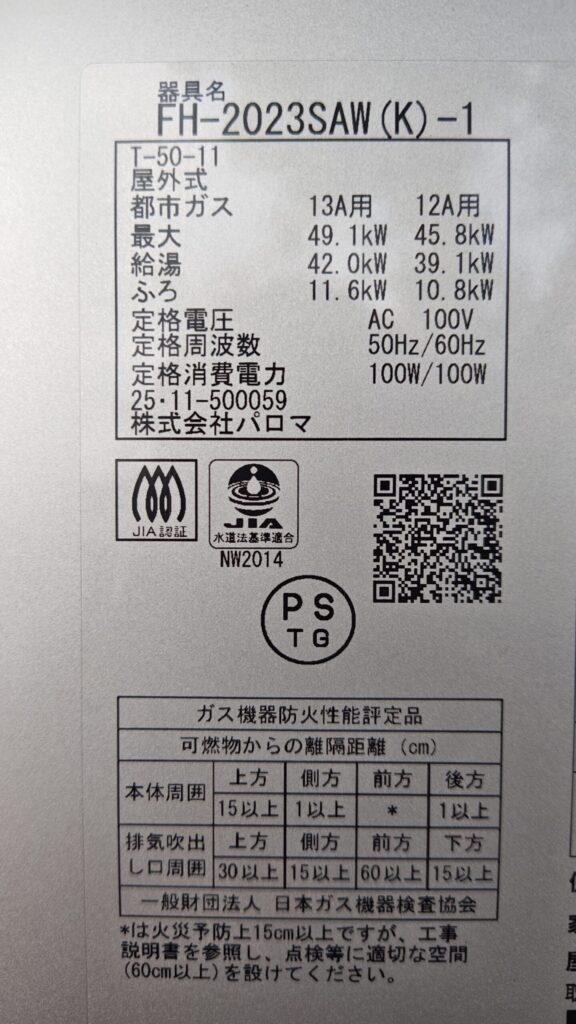 器具名
FH-2023SAW(K)-1
T-50-11
屋外式
都市ガス 13A用 12A用
最大 49.1kW 45.8kW
給湯 42.0kW 39.1kW
ふろ 11.6kW 10.8kW
定格電圧 AC 100V
定格周波数 50Hz/60Hz
定格消費電力 100W/100W
25・11-500059
株式会社パロマ
JIA認証
JIA
水道法基準適合
NW2014
PS
TG
ガス機器防火性能評定品
可燃物からの離隔距離 (cm)
本体周囲 上方 側方 前方 後方
15以上 1以上 * 1以上
排気吹出し口周囲 上方 側方 前方 下方
30以上 15以上 60以上 15以上
一般財団法人 日本ガス機器検査協会
*は火災予防上15cm以上ですが、工事
説明書を参照し、点検等に適切な空間
(60cm以上)を設けてください。